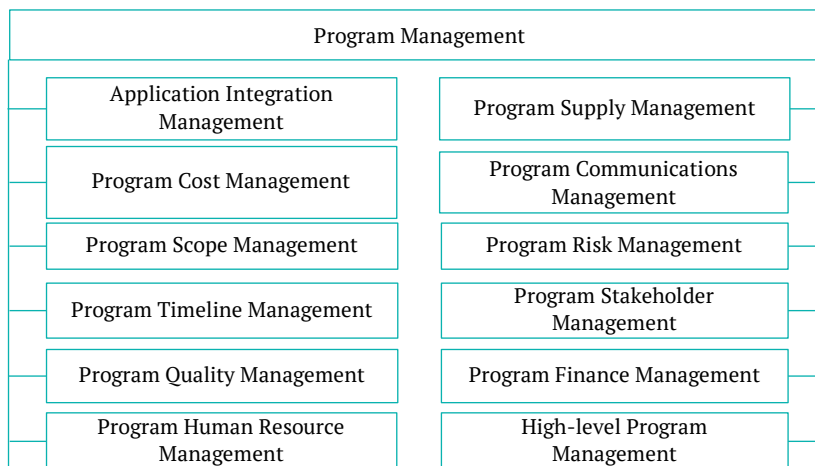 Program Management
Application Integration
Management
Program Cost Management
Program Scope Management
Program Timeline Management
Program Quality Management
Program Human Resource
Management
Program Supply Management
Program Communications
Management
Program Risk Management
Program Stakeholder
Management
Program Finance Management
High-level Program
Management